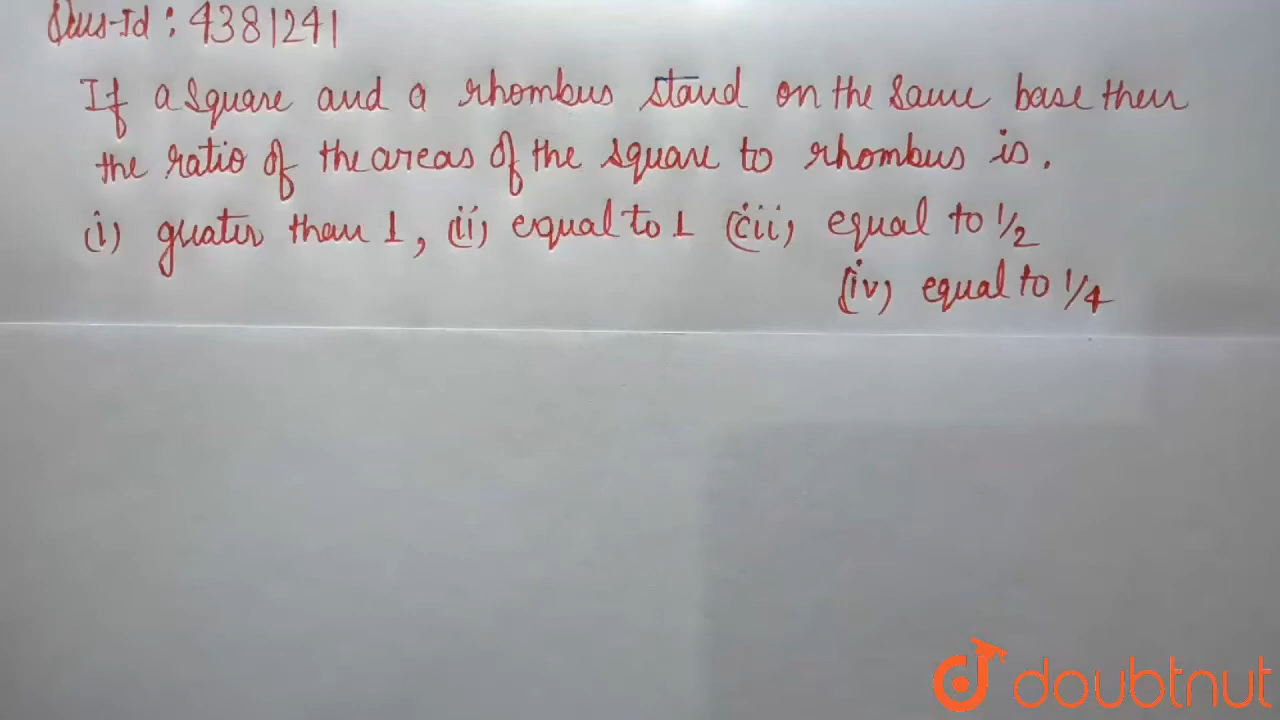 Qus-Id : 4381241
If a square and a rhombus stand on the same base then
the ratio of the areas of the square to rhombus is.
(i) greater than 1, (ii) equal to 1 (iii) equal to 1/2
(iv) equal to 1/4
doubtnut